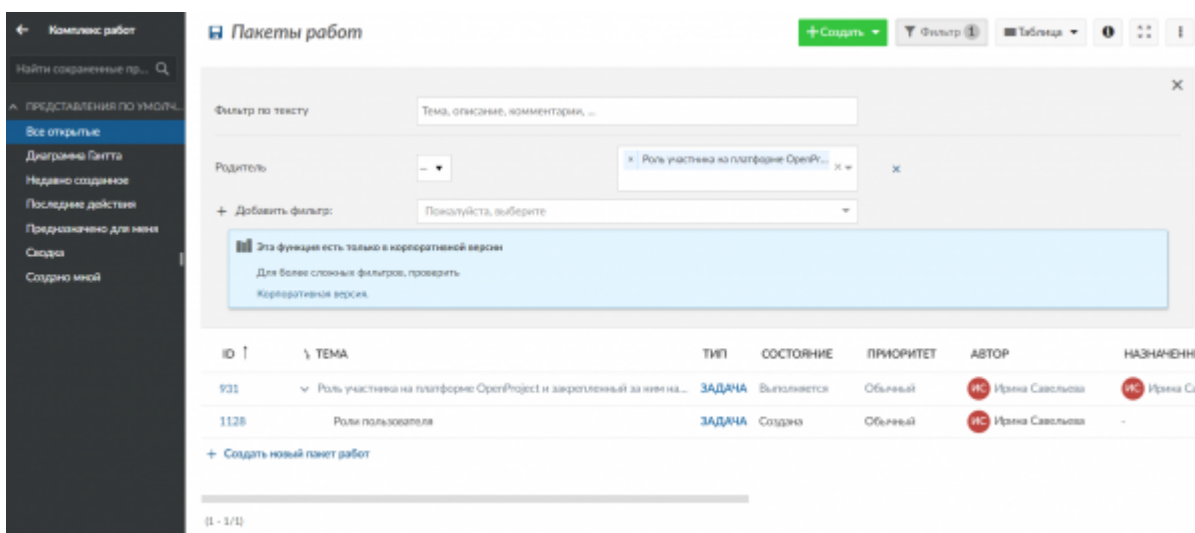 Комплекс работ
Найти сохраненные пр...
ПРЕДСТАВЛЕНИЯ ПО УМОЛЧ...
Все открытые
Диаграмма Гантта
Недавно созданное
Последние действия
Предназначено для меня
Сводка
Создано мной
Пакеты работ
+ Создать
Фильтр 1
Таблица
Фильтр по тексту
Тема, описание, комментарии, ...
Родитель
× Роль участника на платформе OpenPr...
+ Добавить фильтр:
Пожалуйста, выберите
Эта функция есть только в корпоративной версии
Для более сложных фильтров, проверить
Корпоративная версия.
ID ТЕМА ТИП СОСТОЯНИЕ ПРИОРИТЕТ АВТОР НАЗНАЧЕНН
931 Роль участника на платформе OpenProject и закрепленный за ним на... ЗАДАЧА Выполняется Обычный ИС Ирина Савельева ИС Ирина Са
1128 Роли пользователя ЗАДАЧА Создана Обычный ИС Ирина Савельева -
+ Создать новый пакет работ
(1 - 1/1)